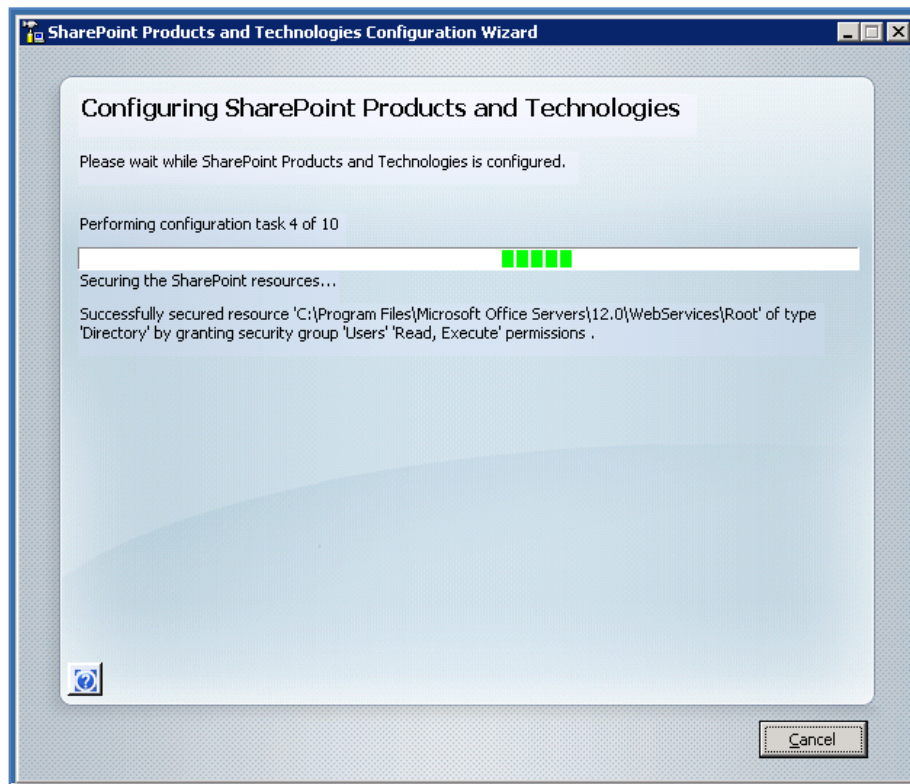 SharePoint Products and Technologies Configuration Wizard
Configuring SharePoint Products and Technologies
Please wait while SharePoint Products and Technologies is configured.
Performing configuration task 4 of 10
Securing the SharePoint resources...
Successfully secured resource 'C:\Program Files\Microsoft Office Servers\12.0\WebServices\Root' of type
'Directory' by granting security group 'Users' 'Read, Execute' permissions .
?
Cancel